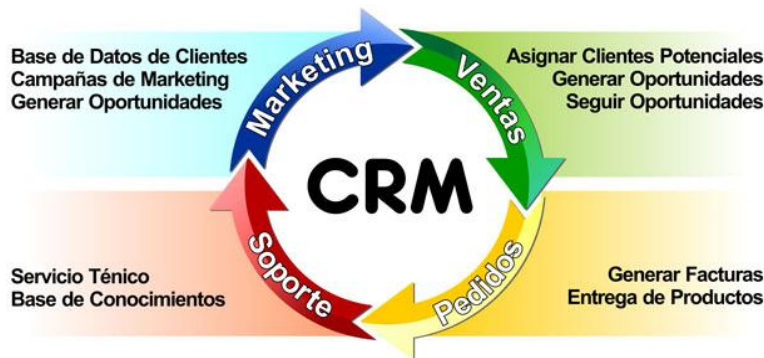 Base de Datos de Clientes
Campañas de Marketing
Generar Oportunidades
Marketing
Ventas
Asignar Clientes Potenciales
Generar Oportunidades
Seguir Oportunidades
CRM
Servicio Ténico
Base de Conocimientos
Soporte
Pedidos
Generar Facturas
Entrega de Productos